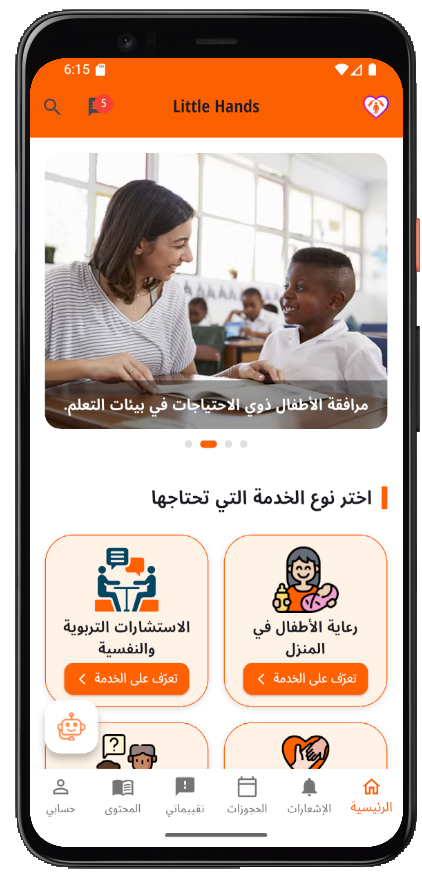 6:15
5
Little Hands
مرافقة الأطفال ذوي الاحتياجات في بيئات التعلم.
اختر نوع الخدمة التي تحتاجها
رعاية الأطفال في
المنزل
تعرّف على الخدمة
الاستشارات التربوية
والنفسية
تعرّف على الخدمة
الرئيسية
الإشعارات
الحجوزات
تقييماتي
المحتوى
حسابي